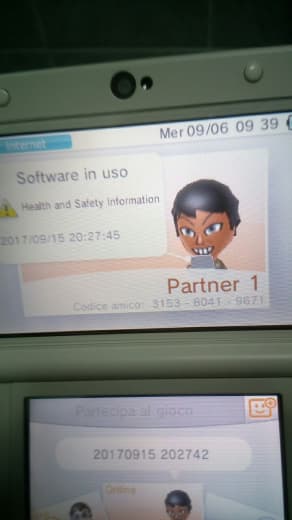 Internet
Mer 09/06 09 39
Software in uso
Health and Safety Information
2017/09/15 20:27:45
Partner 1
Codice amico: 3153 - 6041 - 9671
Partecipa al gioco
20170915 202742
Online